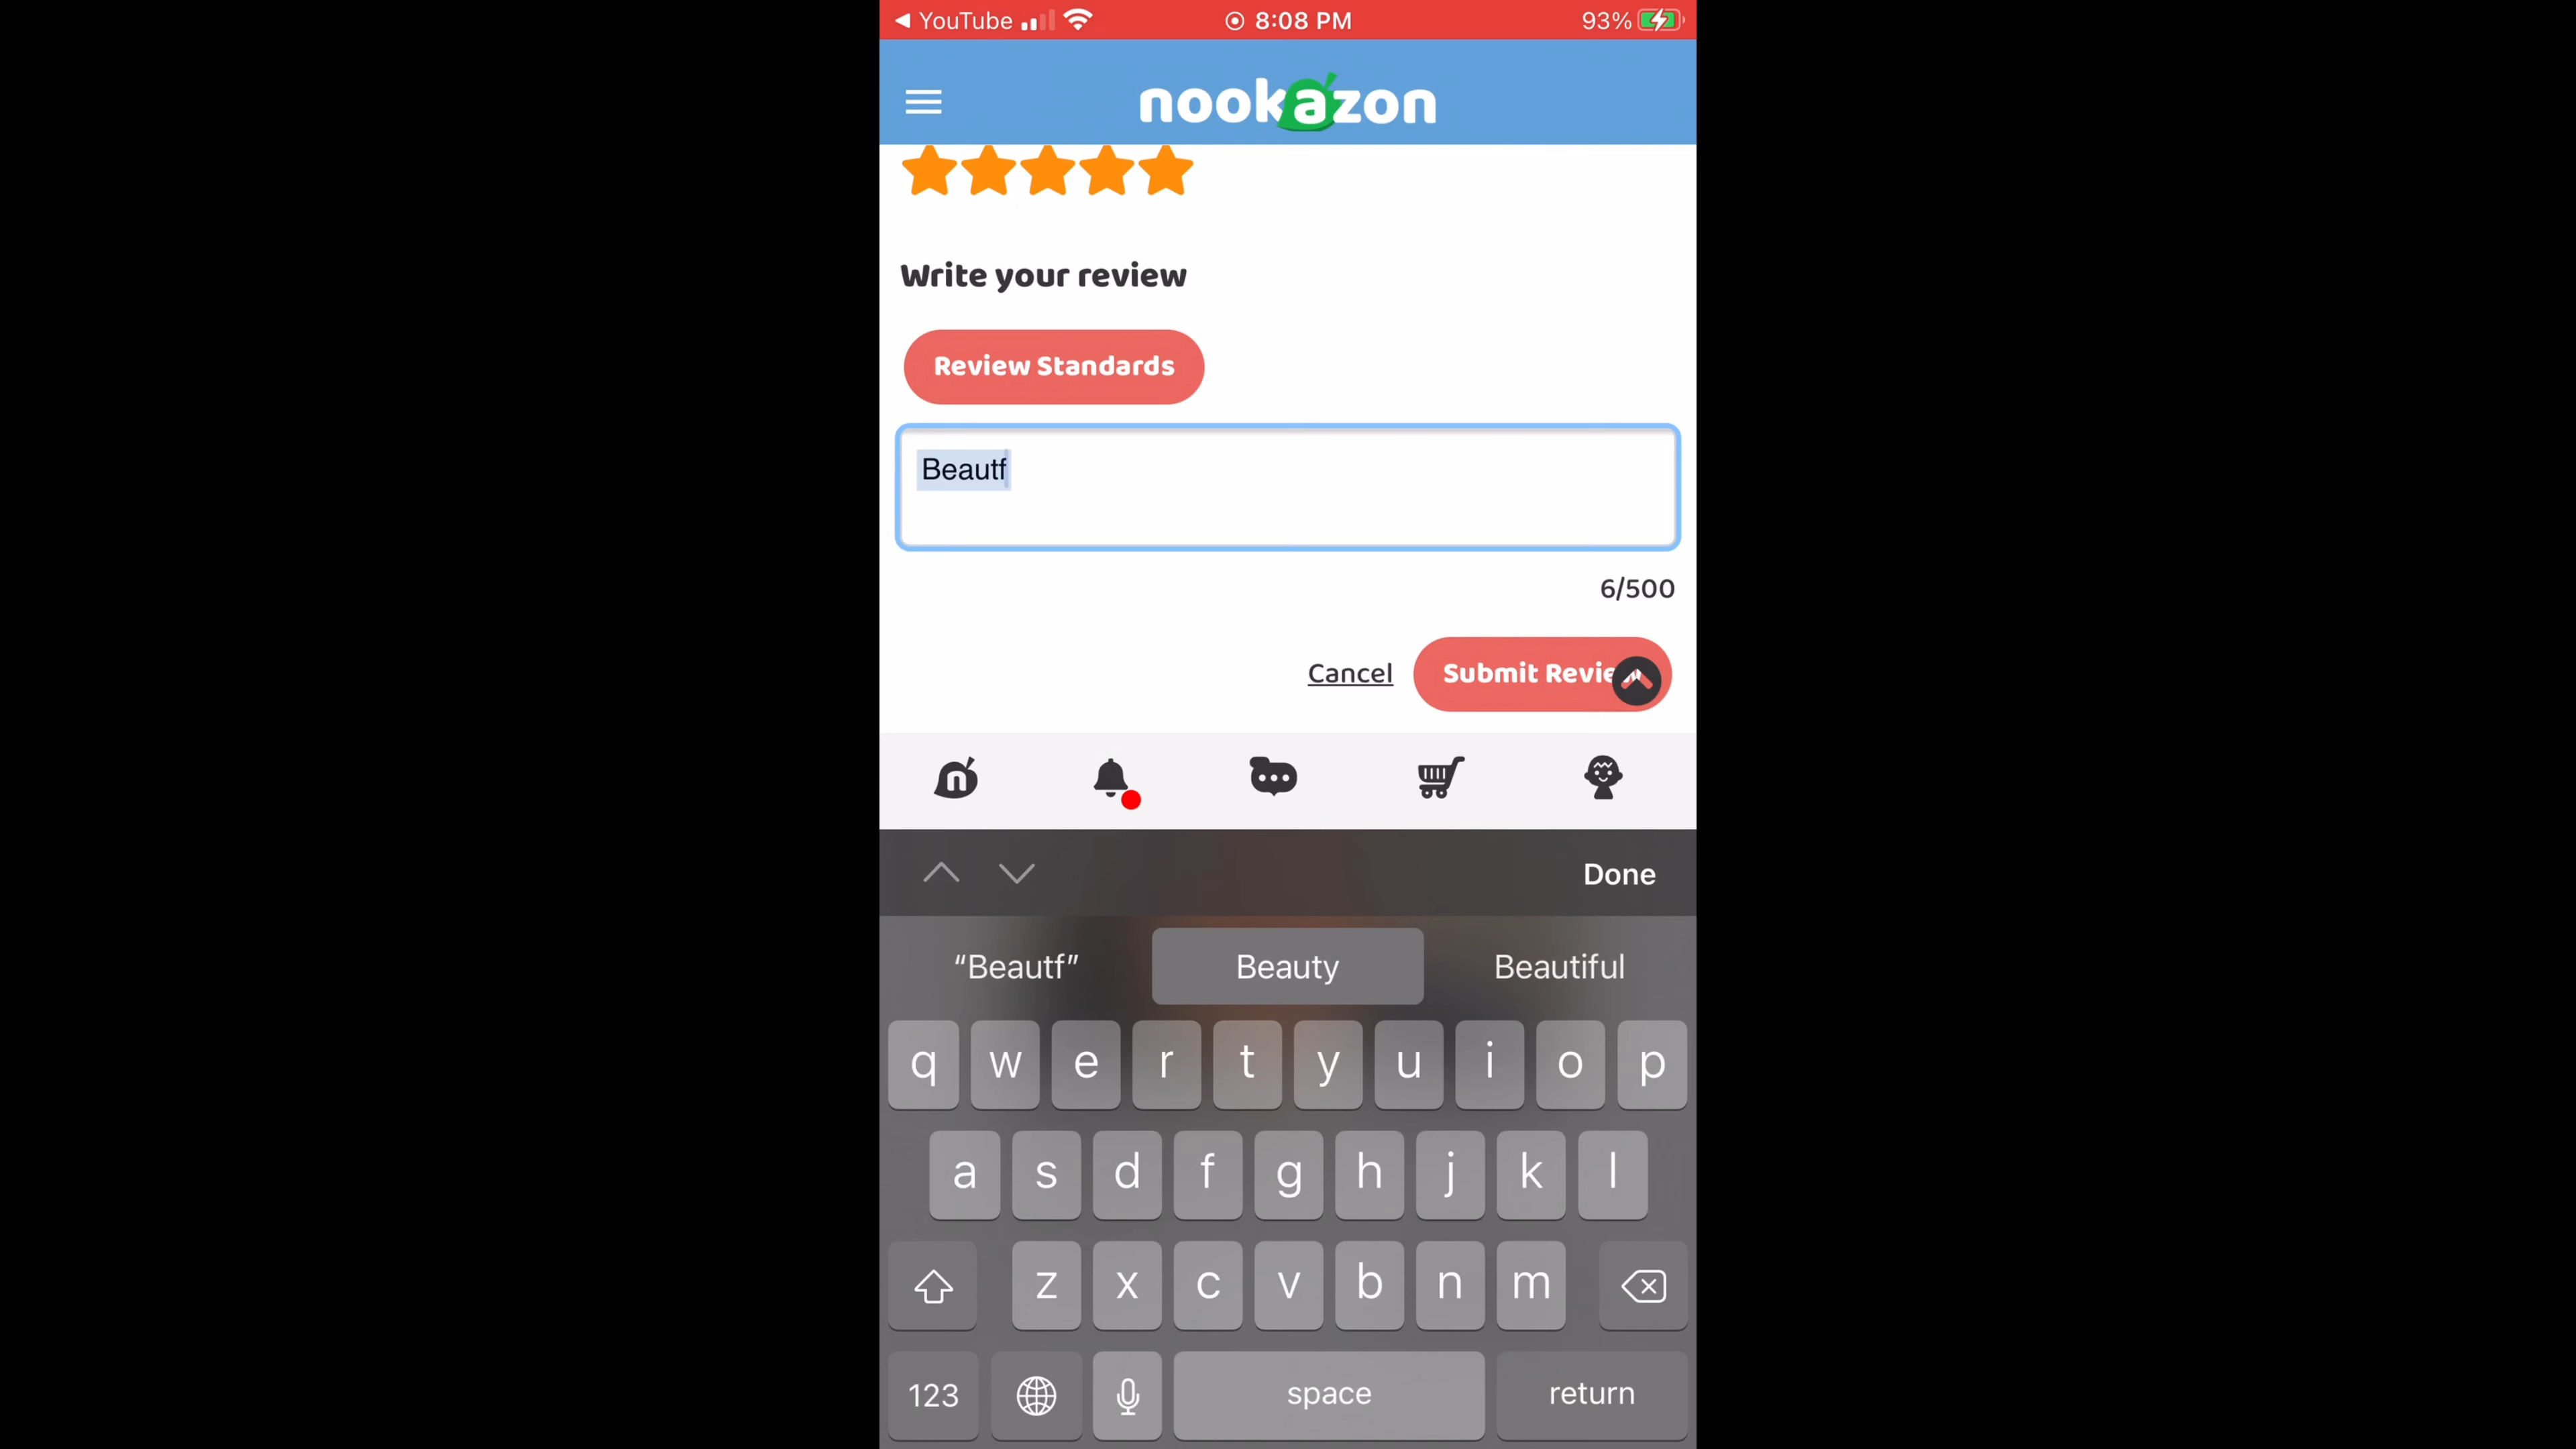 YouTube 8:08 PM 93%
nookazon
Write your review
Review Standards
Beautf
6/500
Cancel Submit Revie
Done
“Beautf” Beauty Beautiful
q w e r t y u i o p
a s d f g h j k l
z x c v b n m
123 space return